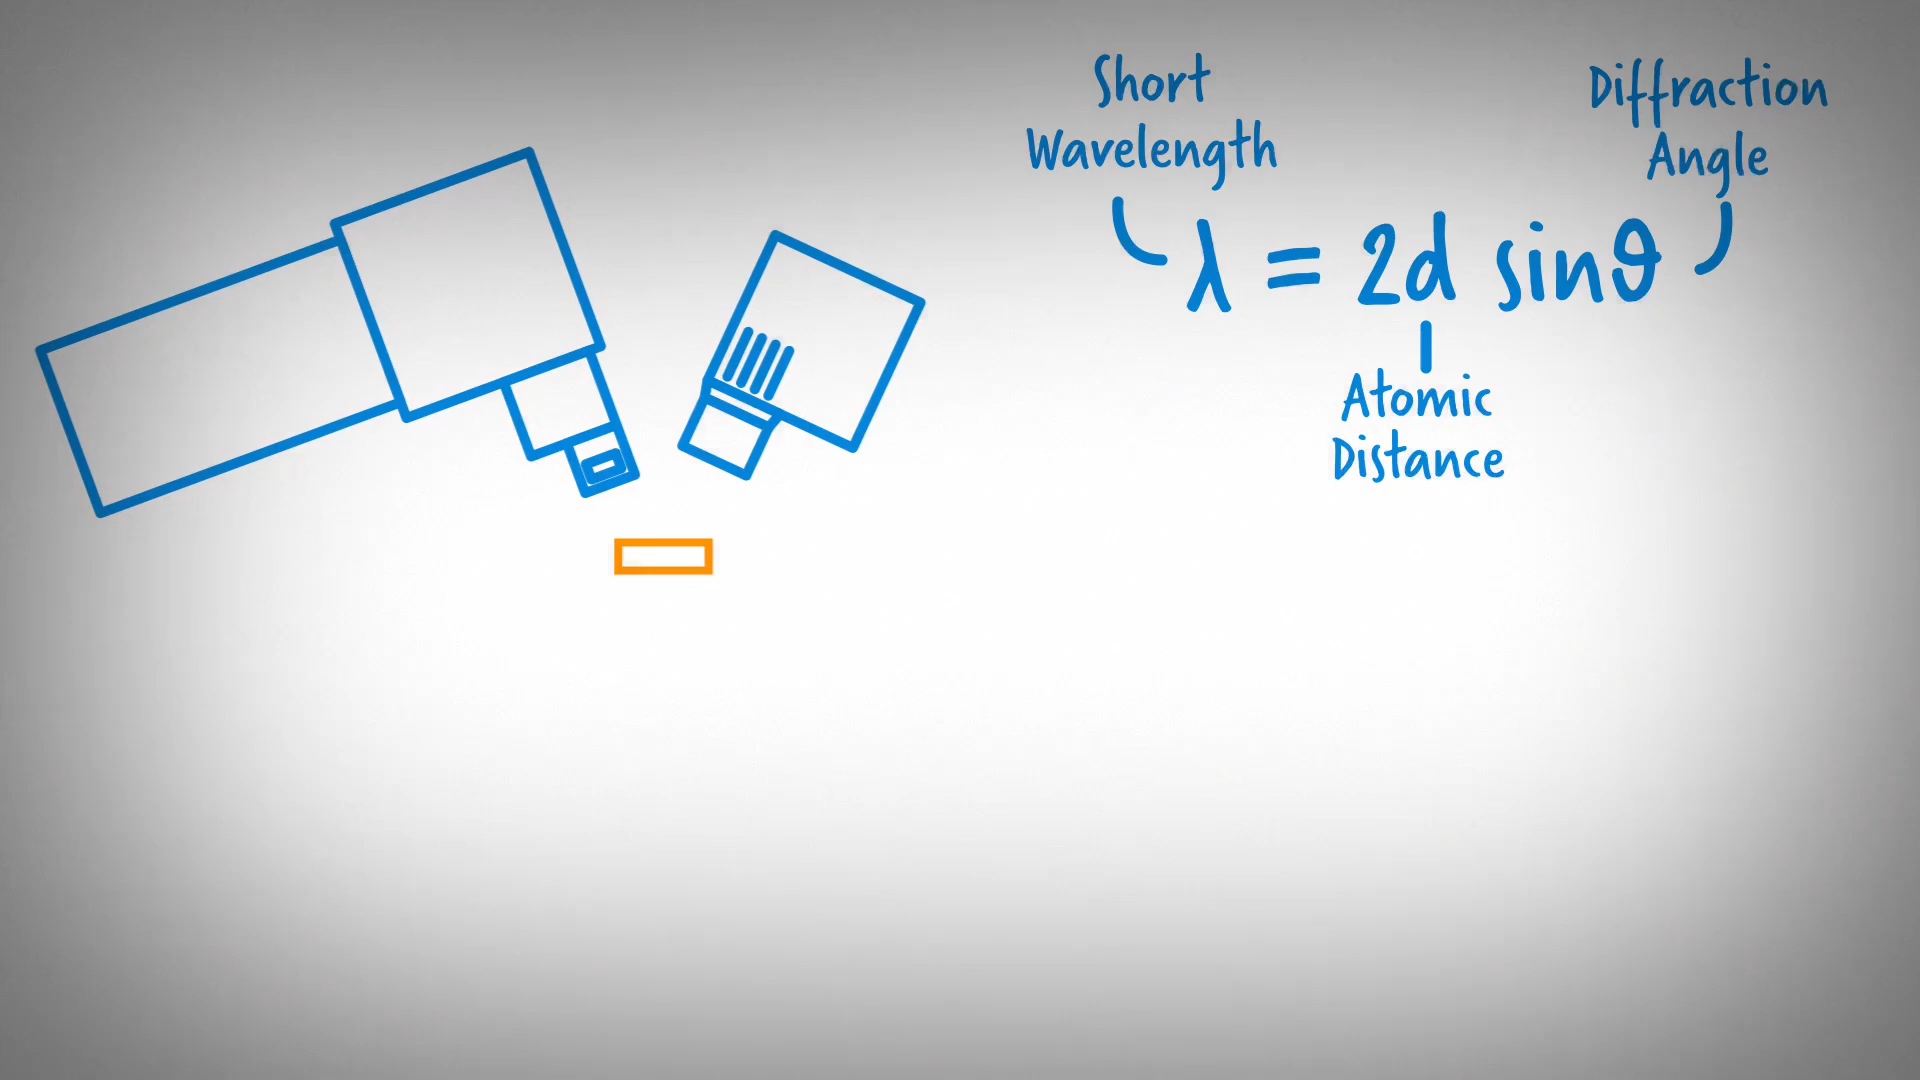 Short
Wavelength
Diffraction
Angle
λ = 2d sinϑ
Atomic
Distance